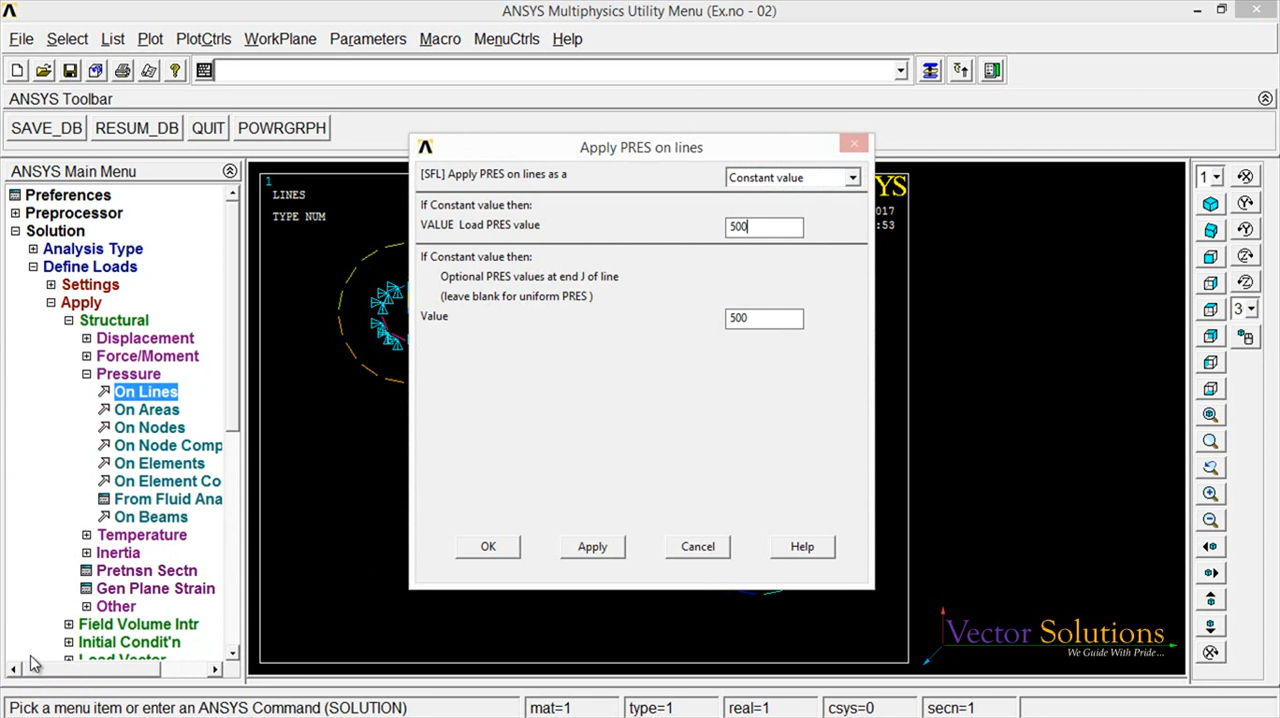 ANSYS Multiphysics Utility Menu (Ex.no - 02)
File Select List Plot PlotCtrls WorkPlane Parameters Macro MenuCtrls Help
ANSYS Toolbar
SAVE_DB RESUM_DB QUIT POWRGRPH
ANSYS Main Menu
Preferences
Preprocessor
Solution
Analysis Type
Define Loads
Settings
Apply
Structural
Displacement
Force/Moment
Pressure
On Lines
On Areas
On Nodes
On Node Comp
On Elements
On Element Co
From Fluid Ana
On Beams
Temperature
Inertia
Pretnsn Sectn
Gen Plane Strain
Other
Field Volume Intr
Initial Condit'n
Load Vector
1
LINES
TYPE NUM
YS
017
:53
Apply PRES on lines
[SFL] Apply PRES on lines as a
Constant value
If Constant value then:
VALUE Load PRES value
500
If Constant value then:
Optional PRES values at end J of line
(leave blank for uniform PRES )
Value
500
OK Apply Cancel Help
1
3
Vector Solutions
We Guide With Pride...
Pick a menu item or enter an ANSYS Command (SOLUTION) mat=1 type=1 real=1 csys=0 secn=1